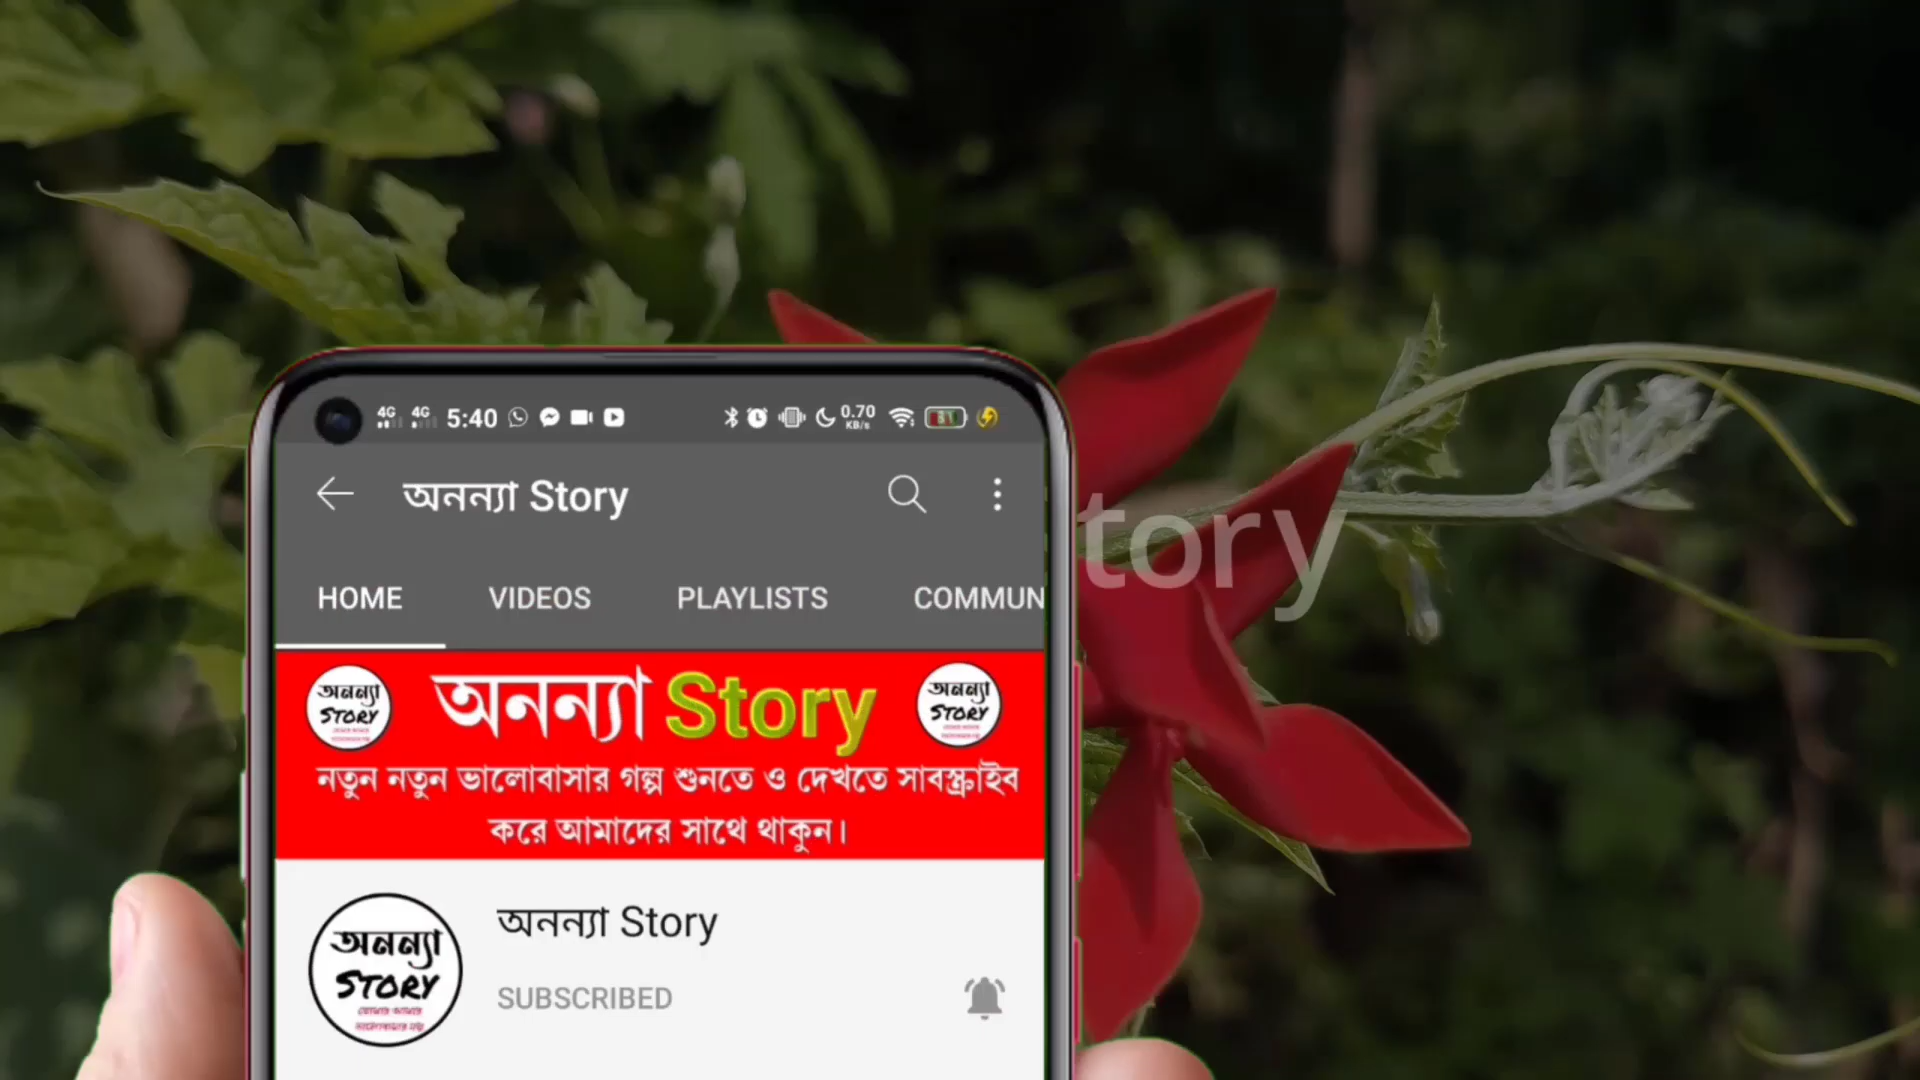 4G 4G 5:40 0.70 KB/s
অনন্যা Story
tory
HOME VIDEOS PLAYLISTS COMMUN
অনন্যা STORY
অনন্যা Story
অনন্যা STORY
নতুন নতুন ভালোবাসার গল্প শুনতে ও দেখতে সাবস্ক্রাইব
করে আমাদের সাথে থাকুন।
অনন্যা
STORY
অনন্যা Story
SUBSCRIBED